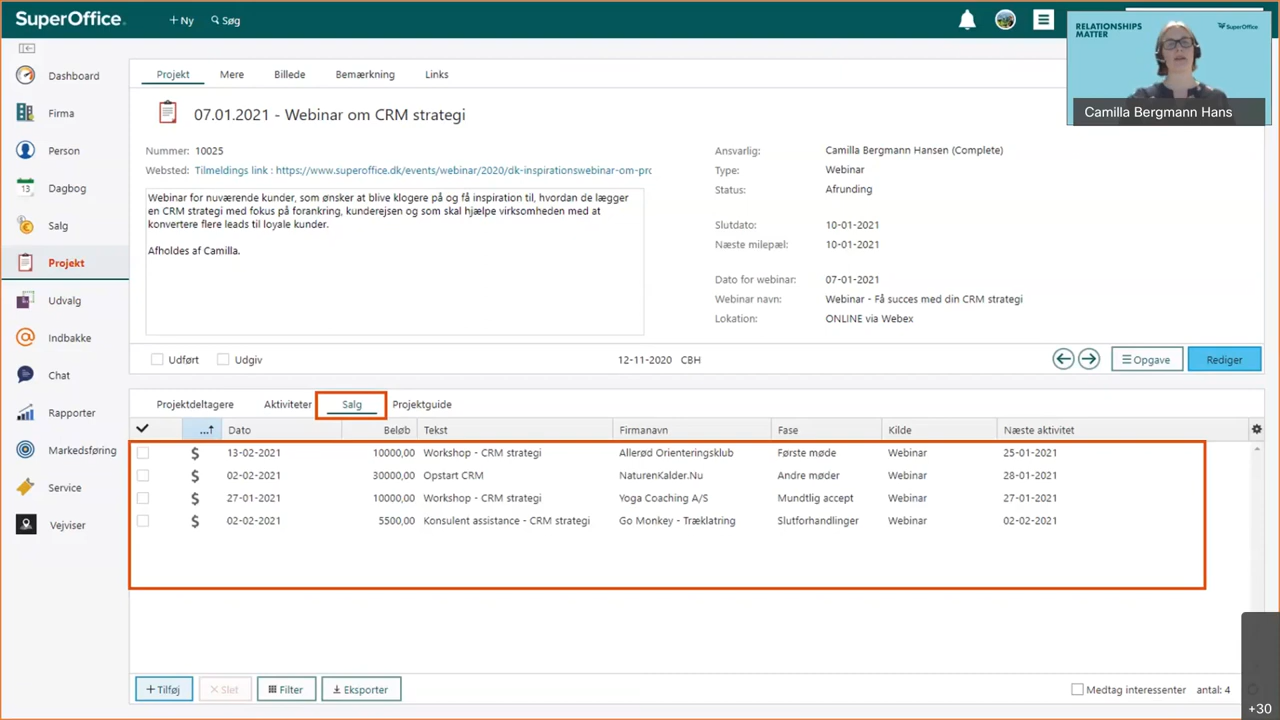 SuperOffice.
+ Ny
Søg
RELATIONSHIPS
MATTER
SuperOffice
Camilla Bergmann Hans
Dashboard
Firma
Person
13
Dagbog
Salg
Projekt
Udvalg
Indbakke
Chat
Rapporter
Markedsføring
Service
Vejviser
Projekt
Mere
Billede
Bemærkning
Links
07.01.2021 - Webinar om CRM strategi
Nummer: 10025
Websted: Tilmeldings link : https://www.superoffice.dk/events/webinar/2020/dk-inspirationswebinar-om-prc
Webinar for nuværende kunder, som ønsker at blive klogere på og få inspiration til, hvordan de lægger
en CRM strategi med fokus på forankring, kunderejsen og som skal hjælpe virksomheden med at
konvertere flere leads til loyale kunder.
Afholdes af Camilla.
Ansvarlig: Camilla Bergmann Hansen (Complete)
Type: Webinar
Status: Afrunding
Slutdato: 10-01-2021
Næste milepæl: 10-01-2021
Dato for webinar: 07-01-2021
Webinar navn: Webinar - Få succes med din CRM strategi
Lokation: ONLINE via Webex
Udført
Udgiv
12-11-2020 CBH
Opgave
Rediger
Projektdeltagere
Aktiviteter
Salg
Projektguide
...↑ Dato Beløb Tekst Firmanavn Fase Kilde Næste aktivitet
$ 13-02-2021 10000,00 Workshop - CRM strategi Allerød Orienteringsklub Første møde Webinar 25-01-2021
$ 02-02-2021 30000,00 Opstart CRM NaturenKalder.Nu Andre møder Webinar 28-01-2021
$ 27-01-2021 10000,00 Workshop - CRM strategi Yoga Coaching A/S Mundtlig accept Webinar 27-01-2021
$ 02-02-2021 5500,00 Konsulent assistance - CRM strategi Go Monkey - Træklatring Slutforhandlinger Webinar 02-02-2021
+ Tilføj
× Slet
Filter
Eksporter
Medtag interessenter
antal: 4
+30